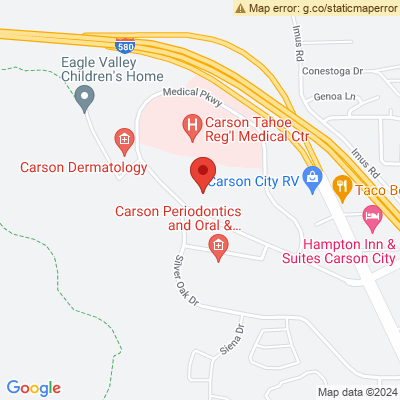 Map error: g.co/staticmaperror
580
Imus Rd
Eagle Valley
Children's Home
Conestoga Dr
Medical Pkwy
Genoa Ln
H
Carson Tahoe
Reg'l Medical Ctr
Imus Rd
Carson Dermatology
Carson City RV
Taco Be
Carson Periodontics
and Oral &...
Hampton Inn &
Suites Carson City
Silver Oak Dr
Siena Dr
Google
Map data ©2024